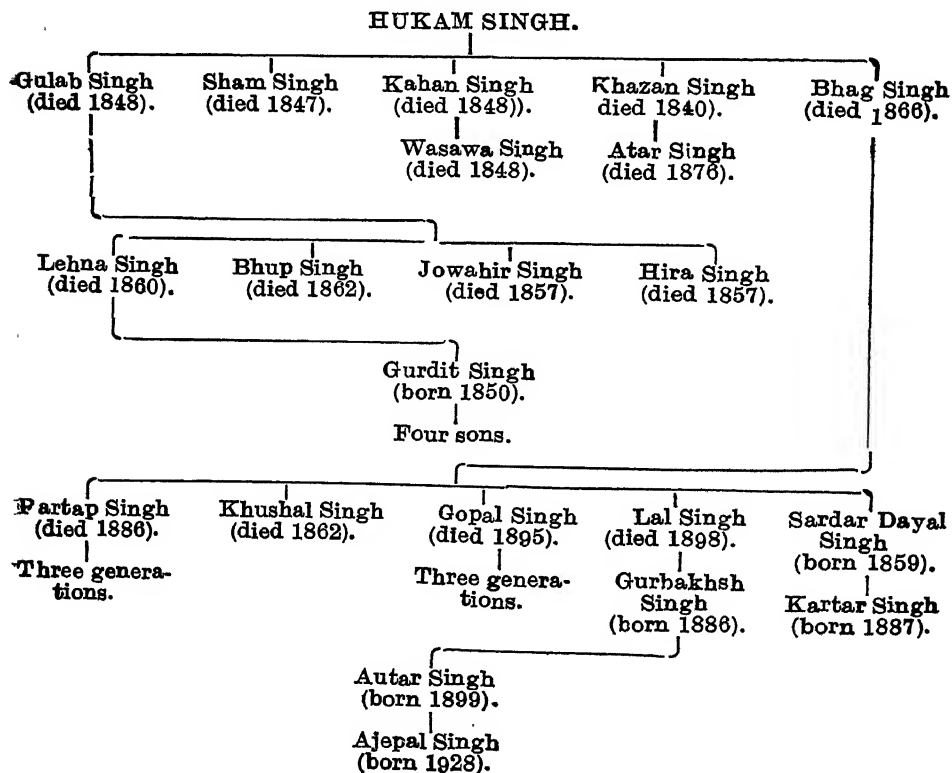 HUKAM SINGH.
Gulab Singh
(died 1848).
Sham Singh
(died 1847).
Kahan Singh
(died 1848)).
Khazan Singh
died 1840).
Bhag Singh
(died 1866).
Wasawa Singh
(died 1848).
Atar Singh
(died 1876).
Lehna Singh
(died 1860).
Bhup Singh
(died 1862).
Jowahir Singh
(died 1857).
Hira Singh
(died 1857).
Gurdit Singh
(born 1850).
Four sons.
Partap Singh
(died 1886).
Khushal Singh
(died 1862).
Gopal Singh
(died 1895).
Lal Singh
(died 1898).
Sardar Dayal
Singh
(born 1859).
Three genera-
tions.
Three genera-
tions.
Gurbakhsh
Singh
(born 1886).
Kartar Singh
(born 1887).
Autar Singh
(born 1899).
Ajepal Singh
(born 1928).